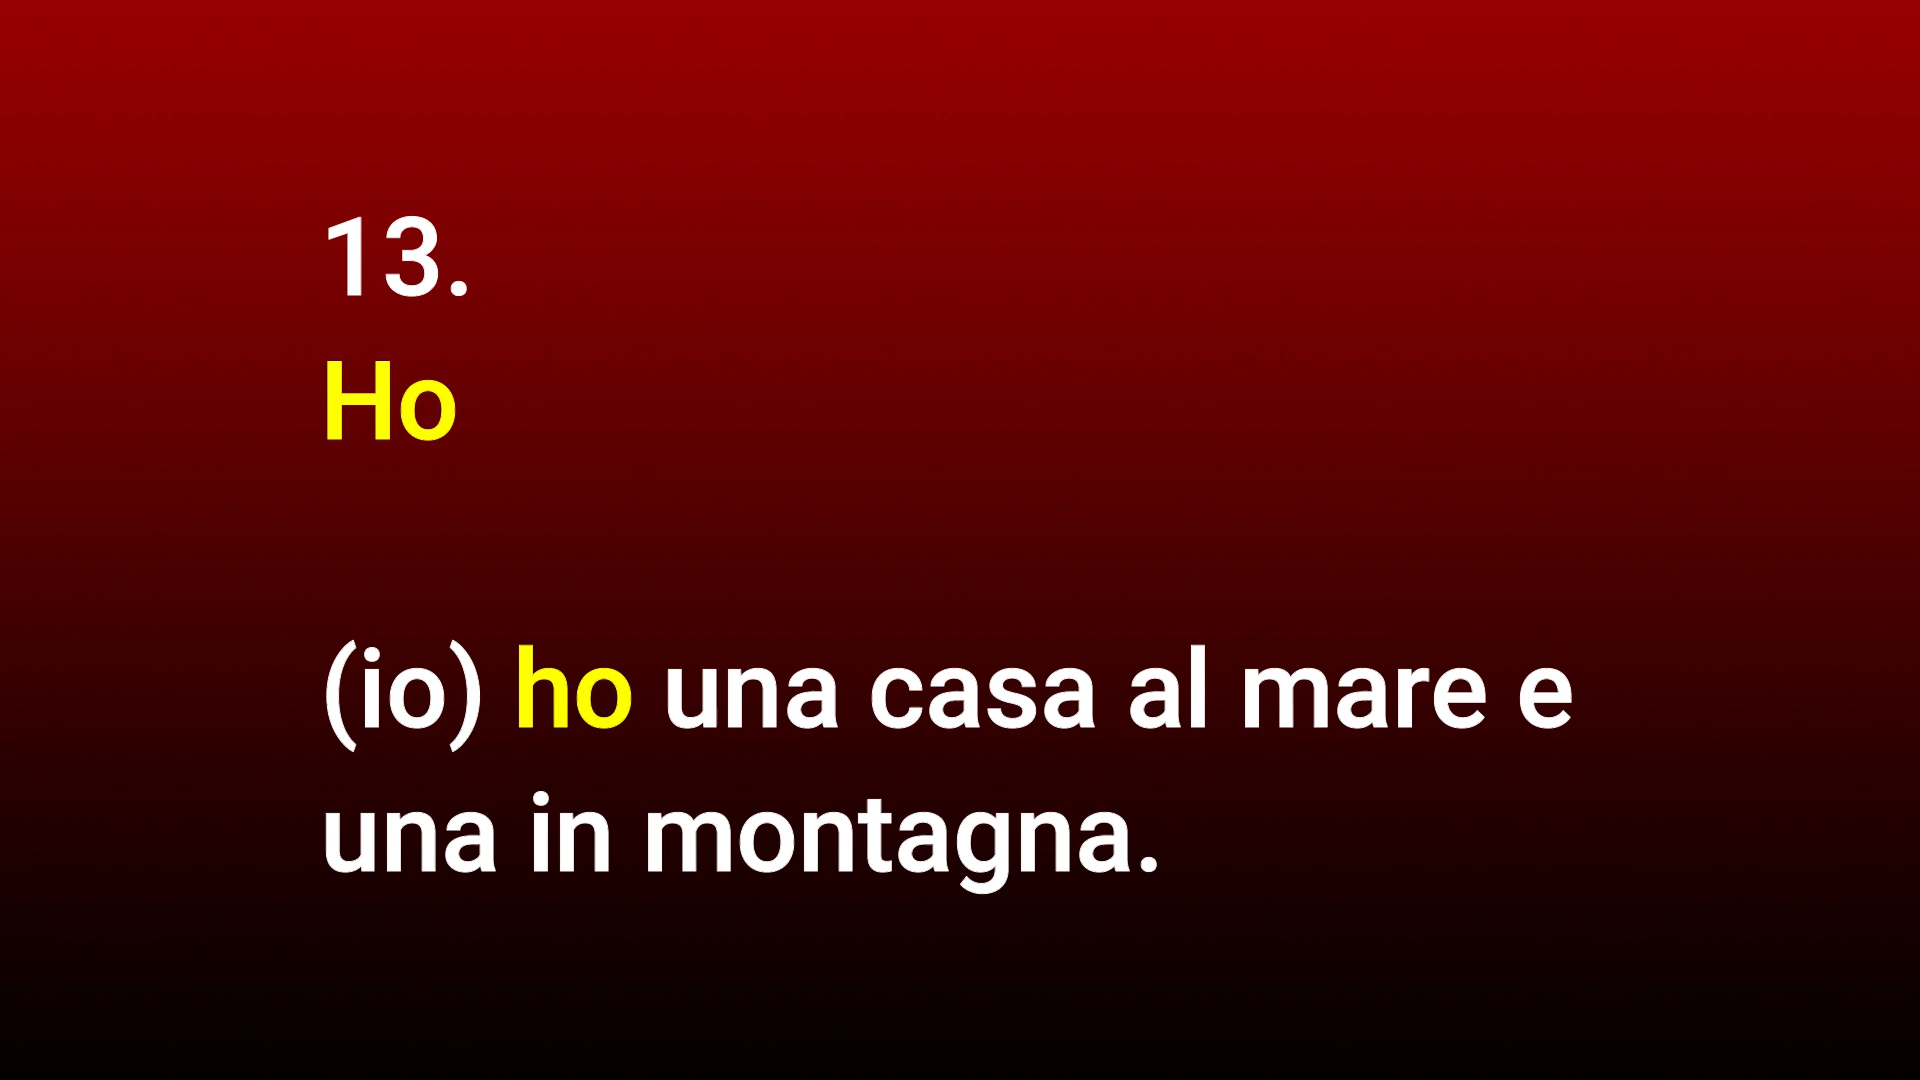 13.
Ho
(io) ho una casa al mare e
una in montagna.